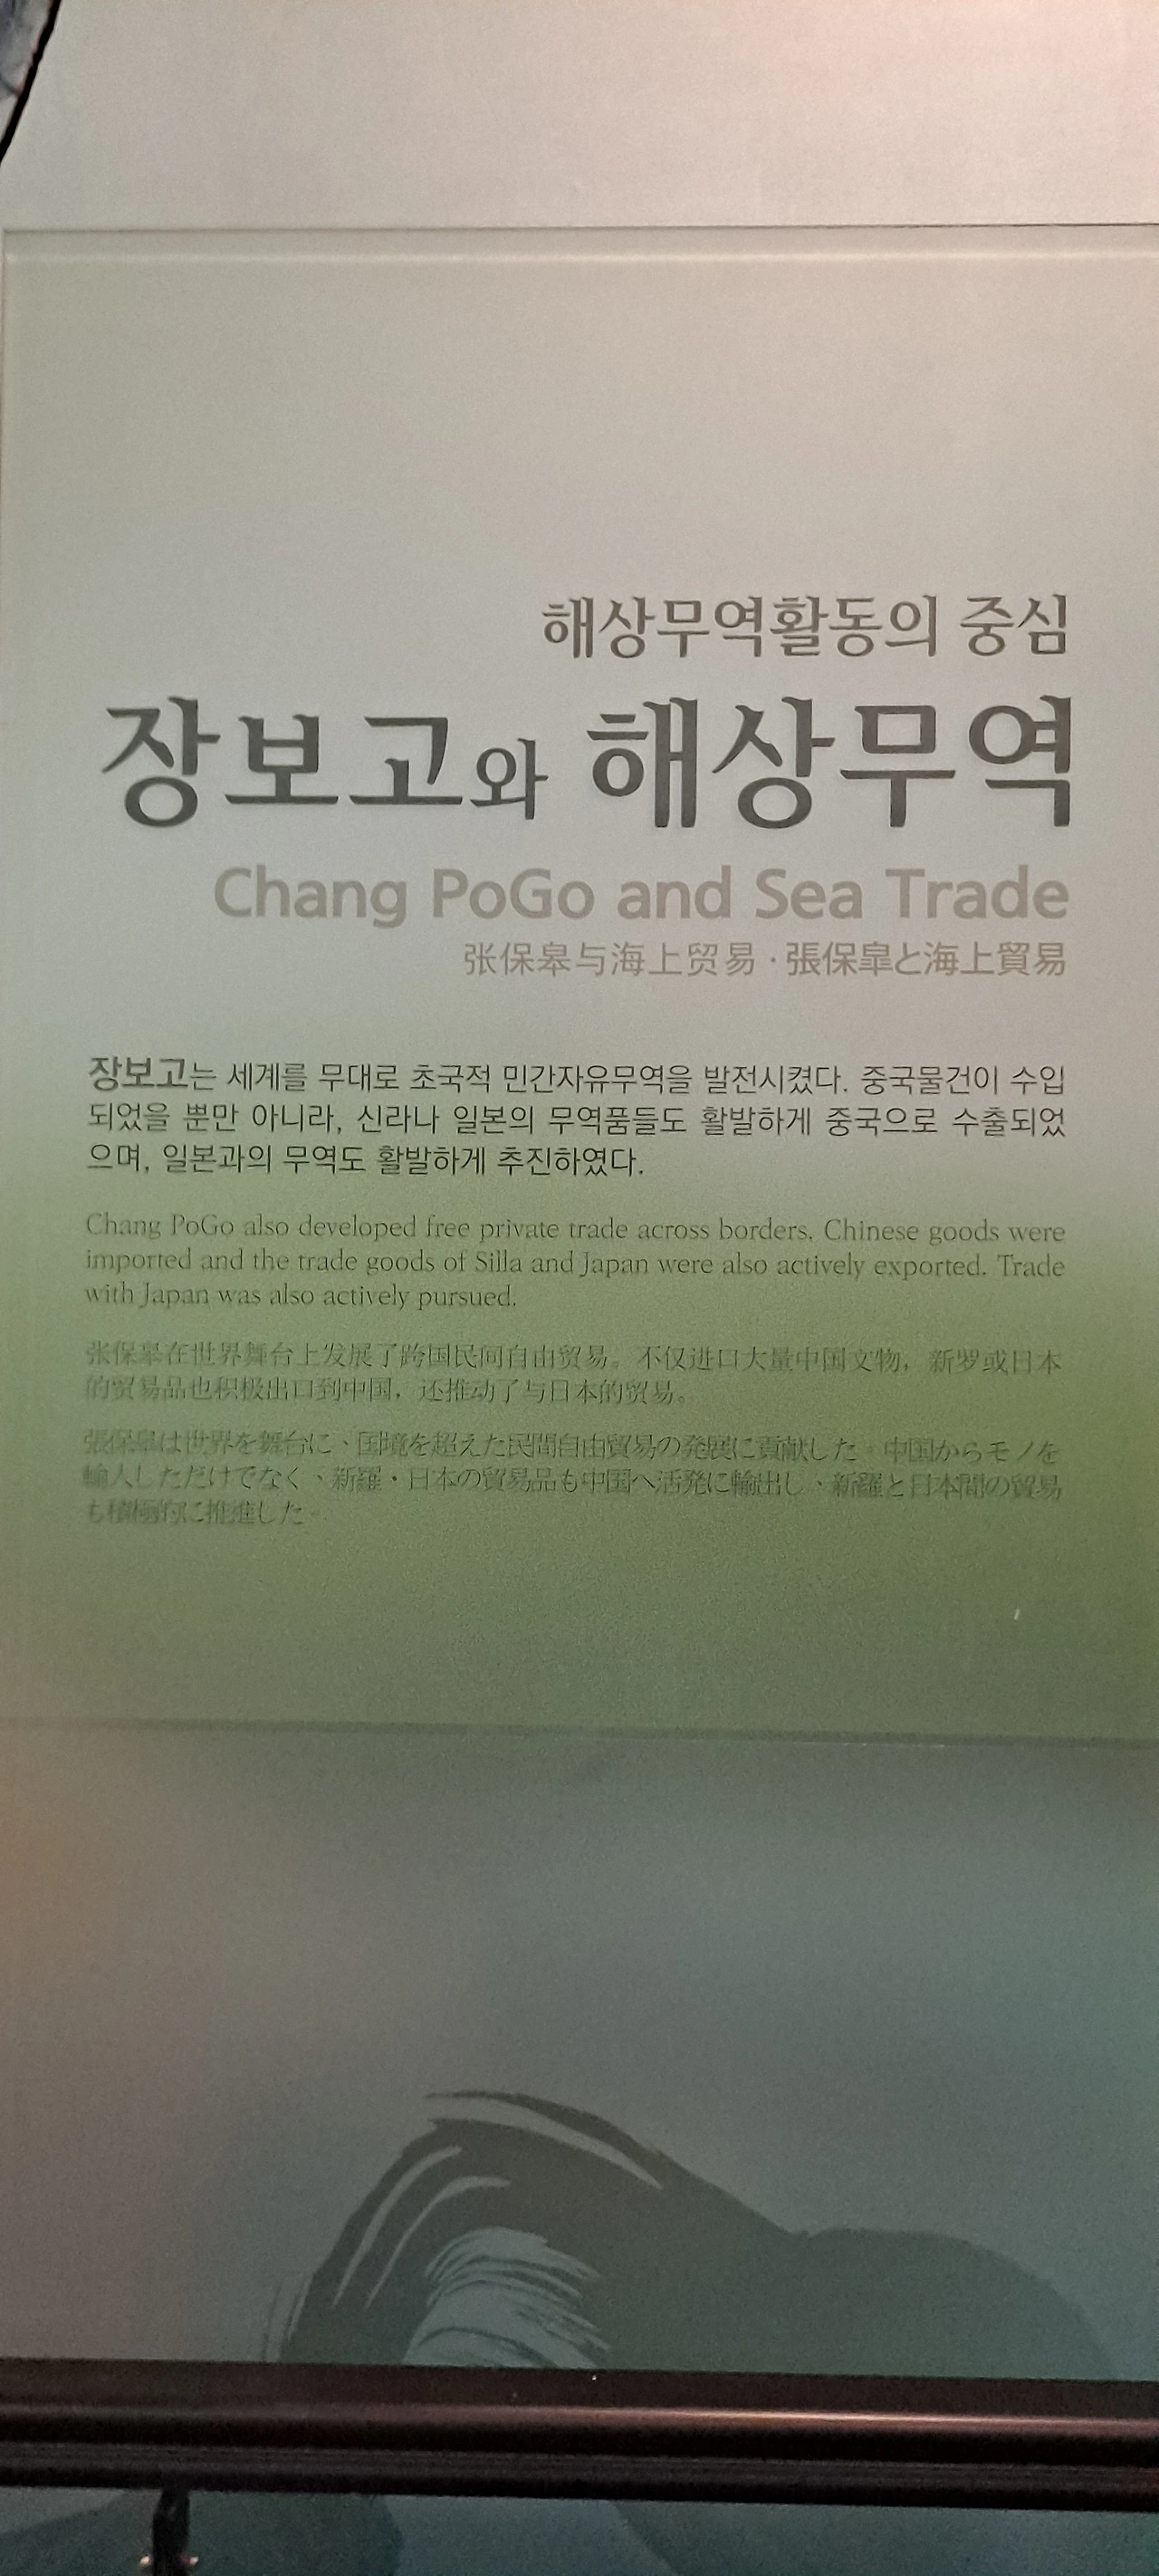 해상무역활동의 중심
장보고와 해상무역
Chang PoGo and Sea Trade
张保皋与海上贸易·張保皐と海上貿易
장보고는 세계를 무대로 초국적 민간자유무역을 발전시켰다. 중국물건이 수입
되었을 뿐만 아니라, 신라나 일본의 무역품들도 활발하게 중국으로 수출되었
으며, 일본과의 무역도 활발하게 추진하였다.
Chang PoGo also developed free private trade across borders. Chinese goods were
imported and the trade goods of Silla and Japan were also actively exported. Trade
with Japan was also actively pursued.
张保皋在世界舞台上发展了跨国民间自由贸易。不仅进口大量中国文物，新罗或日本
的贸易品也积极出口到中国，还推动了与日本的贸易。
張保皐は世界を舞台に、国境を超えた民間自由貿易の発展に貢献した。中国からモノを
輸入しただけでなく、新羅・日本の貿易品も中国へ活発に輸出し、新羅と日本間の貿易
も積極的に推進した。